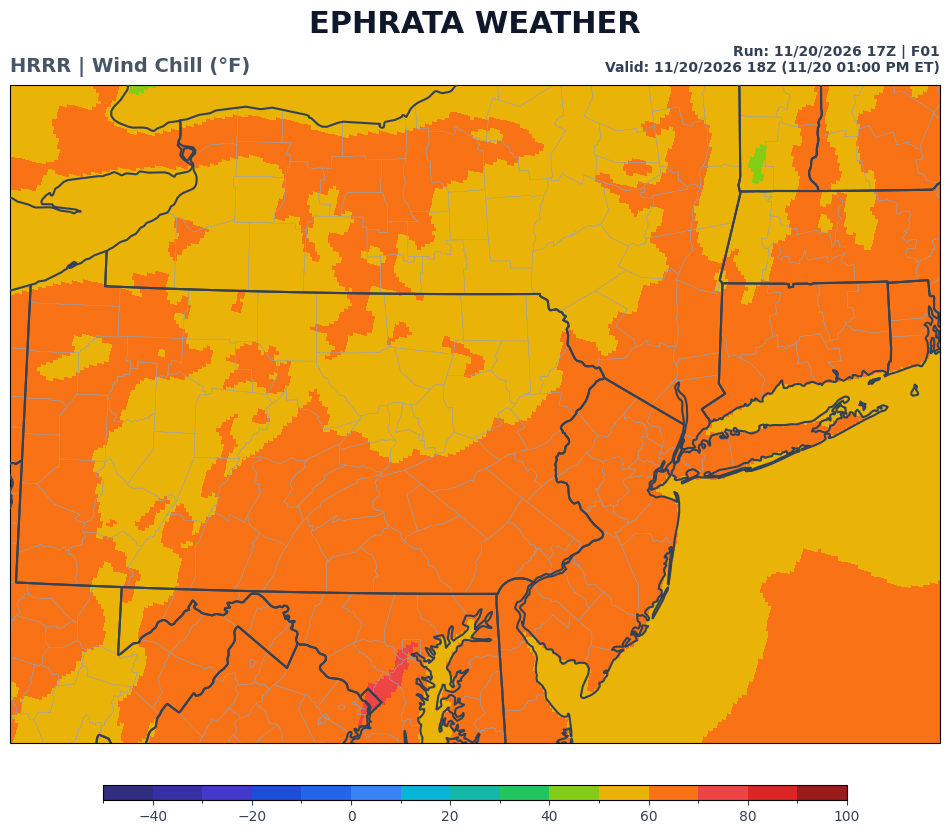 EPHRATA WEATHER
HRRR | Wind Chill (°F)
Run: 11/20/2026 17Z | F01
Valid: 11/20/2026 18Z (11/20 01:00 PM ET)
−40 −20 0 20 40 60 80 100